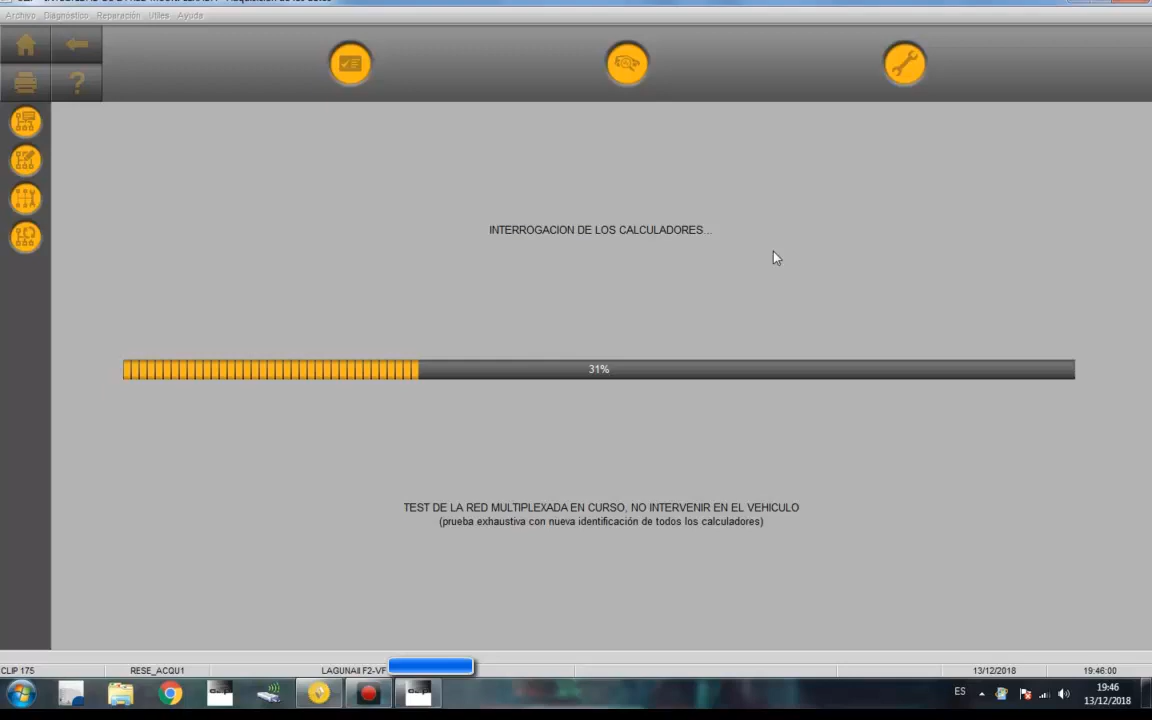 Archivo Diagnóstico Reparación Utiles Ayuda
?
INTERROGACION DE LOS CALCULADORES...
31%
TEST DE LA RED MULTIPLEXADA EN CURSO, NO INTERVENIR EN EL VEHICULO
(prueba exhaustiva con nueva identificación de todos los calculadores)
CLIP 175 RESE_ACQU1 LAGUNAII F2-VF 13/12/2018 19:46:00
ES 19:46
13/12/2018